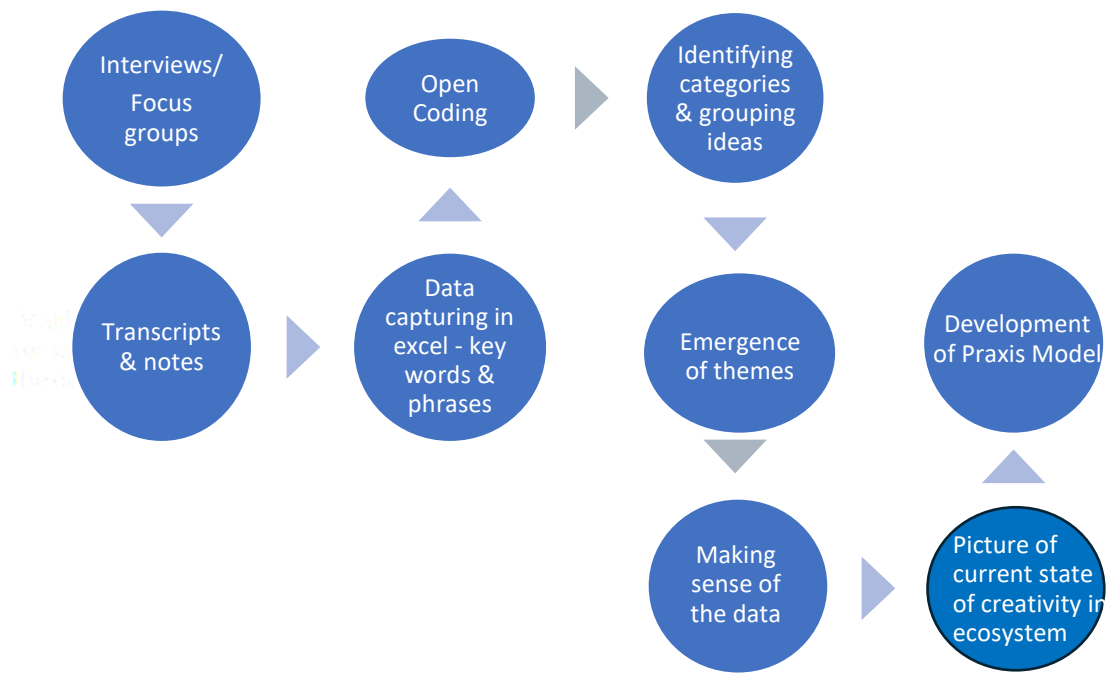 Interviews/
Focus
groups
Transcripts
& notes
Data
capturing in
excel - key
words &
phrases
Open
Coding
Identifying
categories
& grouping
ideas
Emergence
of themes
Making
sense of
the data
Picture of
current state
of creativity in
ecosystem
Development
of Praxis Model